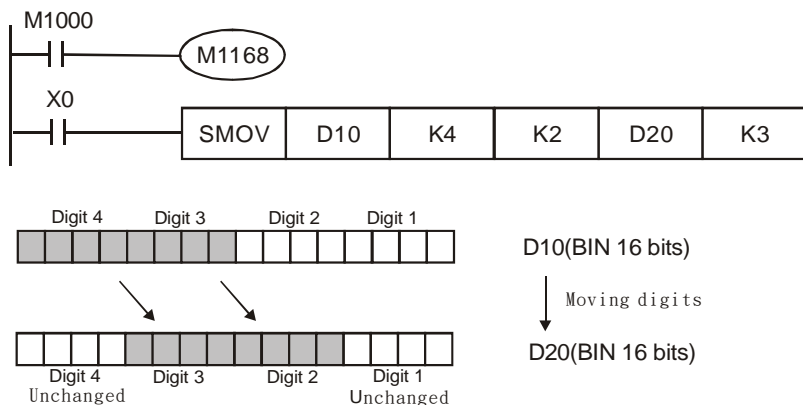 M1000
M1168
X0
SMOV D10 K4 K2 D20 K3
Digit 4 Digit 3 Digit 2 Digit 1
D10(BIN 16 bits)
Moving digits
D20(BIN 16 bits)
Digit 4 Digit 3 Digit 2 Digit 1
Unchanged Unchanged